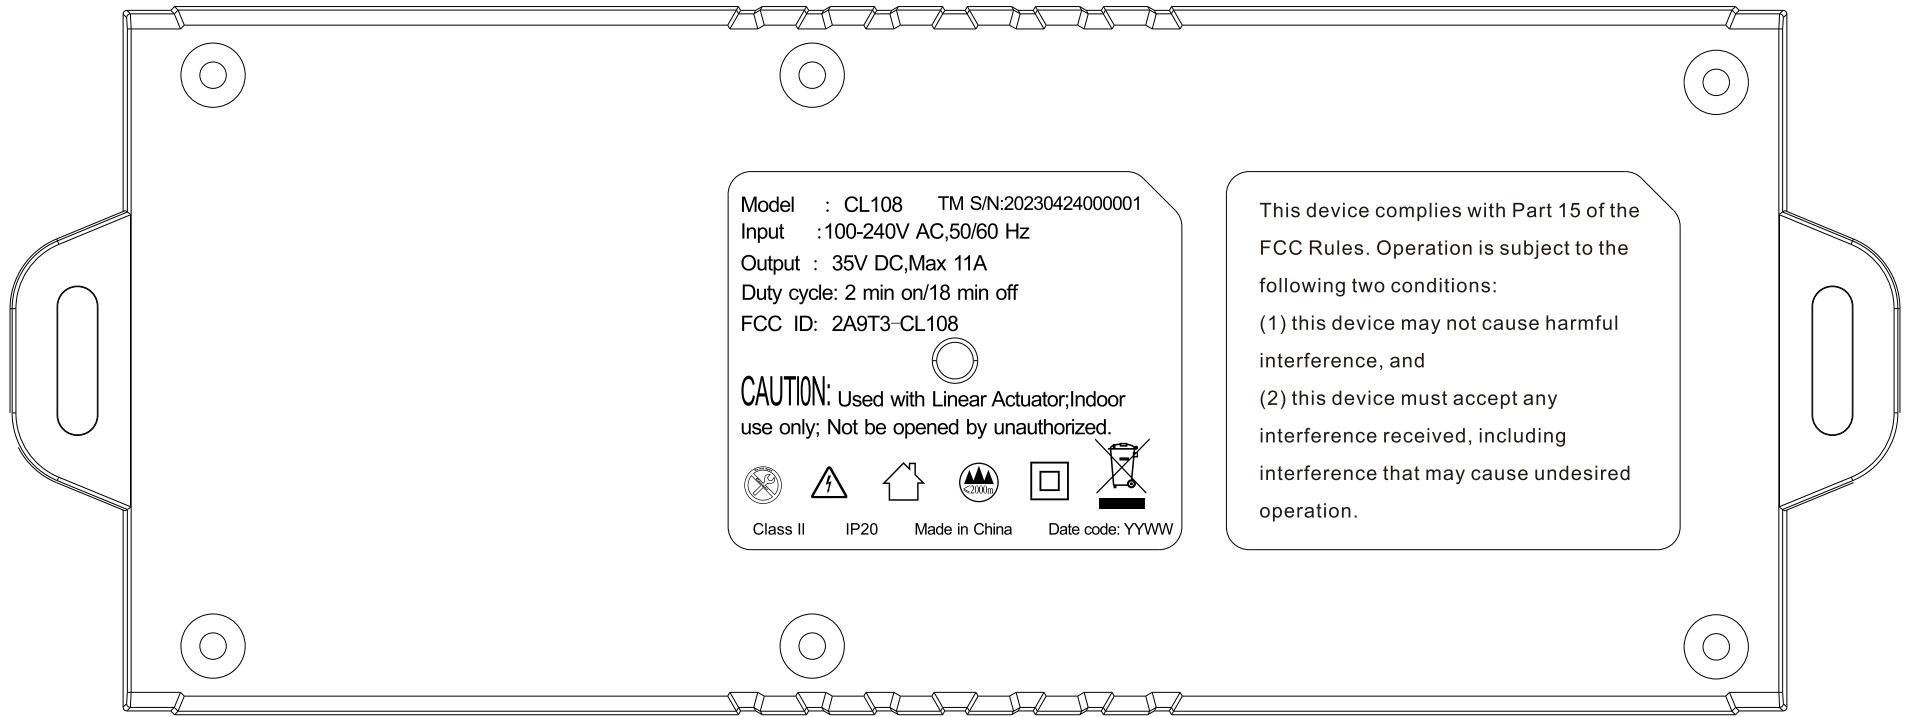 Model : CL108 TM S/N:20230424000001
Input :100-240V AC,50/60 Hz
Output : 35V DC,Max 11A
Duty cycle: 2 min on/18 min off
FCC ID: 2A9T3-CL108
CAUTION: Used with Linear Actuator;Indoor
use only; Not be opened by unauthorized.
≤2000m
Class II IP20 Made in China Date code: YYWW
This device complies with Part 15 of the
FCC Rules. Operation is subject to the
following two conditions:
(1) this device may not cause harmful
interference, and
(2) this device must accept any
interference received, including
interference that may cause undesired
operation.